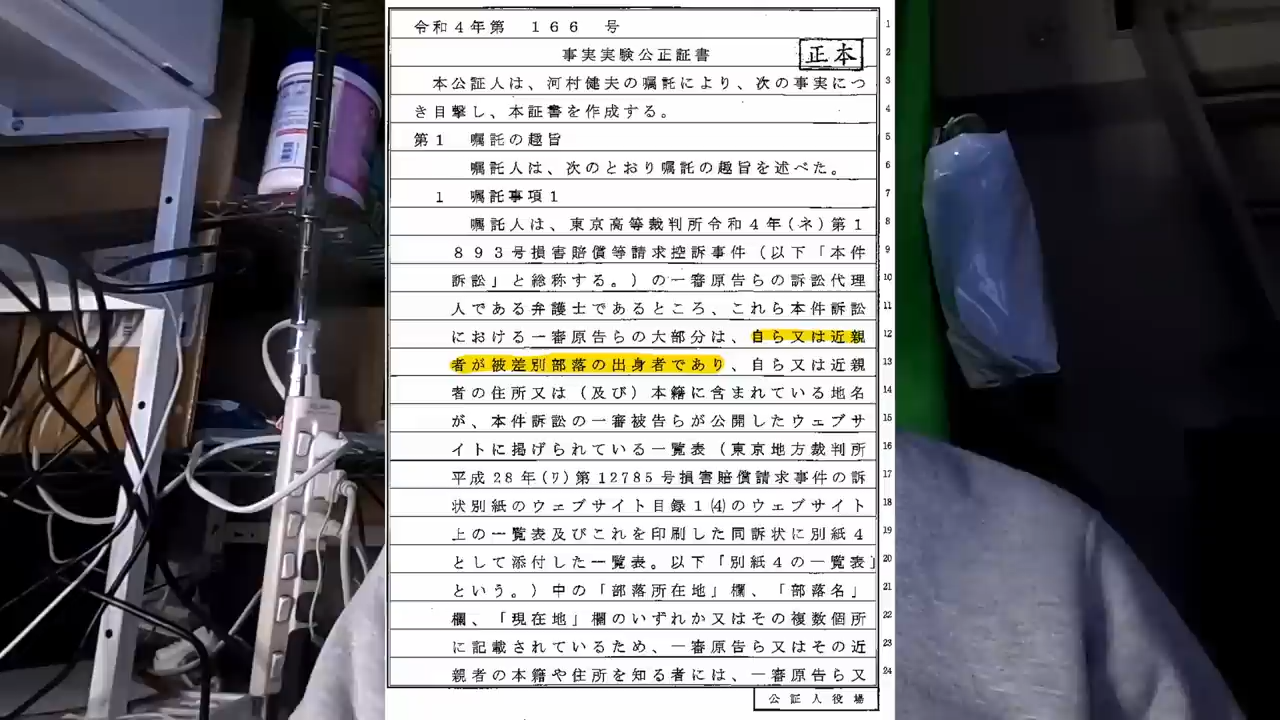 令和4年第 166 号
事実実験公正証書
正本
本公証人は、河村健夫の嘱託により、次の事実につ
き目撃し、本証書を作成する。
第1 嘱託の趣旨
嘱託人は、次のとおり嘱託の趣旨を述べた。
1 嘱託事項1
嘱託人は、東京高等裁判所令和4年(ネ)第1
893号損害賠償等請求控訴事件(以下「本件
訴訟」と総称する。)の一審原告らの訴訟代理
人である弁護士であるところ、これら本件訴訟
における一審原告らの大部分は、自ら又は近親
者が被差別部落の出身者であり、自ら又は近親
者の住所又は(及び)本籍に含まれている地名
が、本件訴訟の一審被告らが公開したウェブサ
イトに掲げられている一覧表(東京地方裁判所
平成28年(ワ)第12785号損害賠償請求事件の訴
状別紙のウェブサイト目録1(4)のウェブサイト
上の一覧表及びこれを印刷した同訴状に別紙4
として添付した一覧表。以下「別紙4の一覧表」
という。)中の「部落所在地」欄、「部落名」
欄、「現在地」欄のいずれか又はその複数個所
に記載されているため、一審原告ら又はその近
親者の本籍や住所を知る者には、一審原告ら又
1
2
3
4
5
6
7
8
9
10
11
12
13
14
15
16
17
18
19
20
21
22
23
24
公証人役場